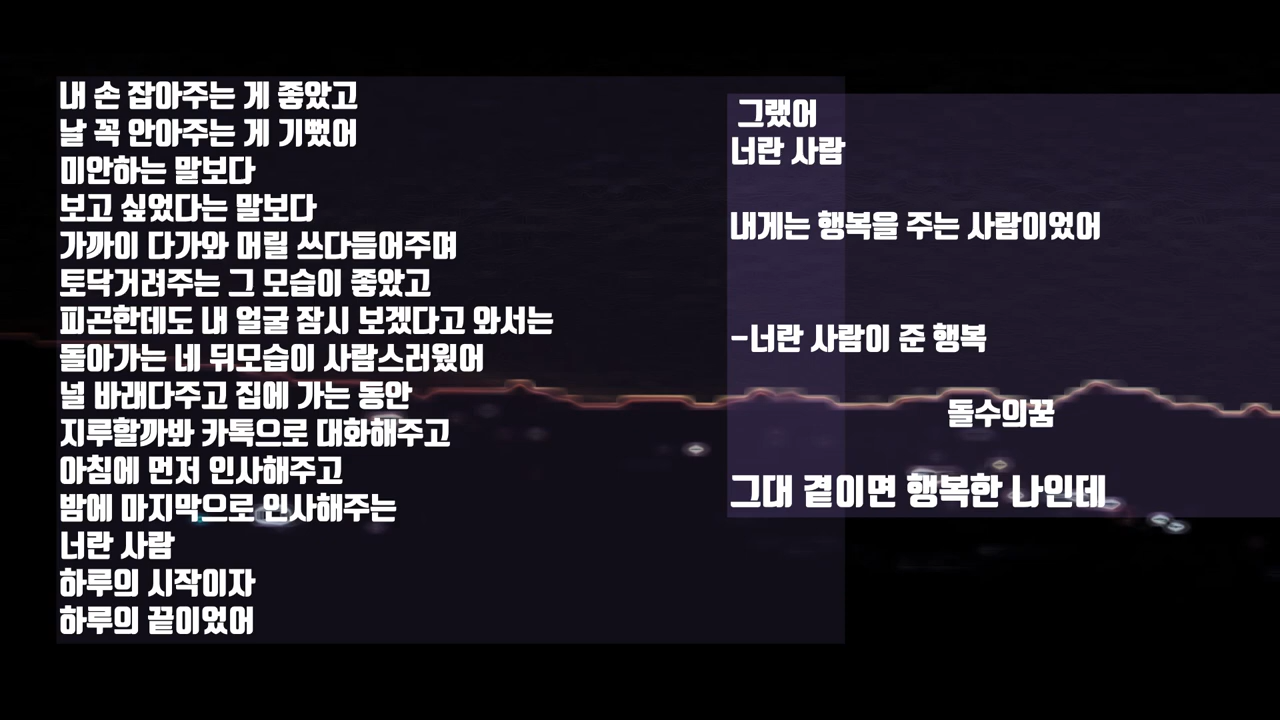 내 손 잡아주는 게 좋았고
날 꼭 안아주는 게 기뻤어
미안하는 말보다
보고 싶었다는 말보다
가까이 다가와 머릴 쓰다듬어주며
토닥거려주는 그 모습이 좋았고
피곤한데도 내 얼굴 잠시 보겠다고 와서는
돌아가는 네 뒤모습이 사람스러웠어
널 바래다주고 집에 가는 동안
지루할까봐 카톡으로 대화해주고
아침에 먼저 인사해주고
밤에 마지막으로 인사해주는
너란 사람
하루의 시작이자
하루의 끝이었어
그랬어
너란 사람
내게는 행복을 주는 사람이었어
-너란 사람이 준 행복
돌수의꿈
그대 곁이면 행복한 나인데